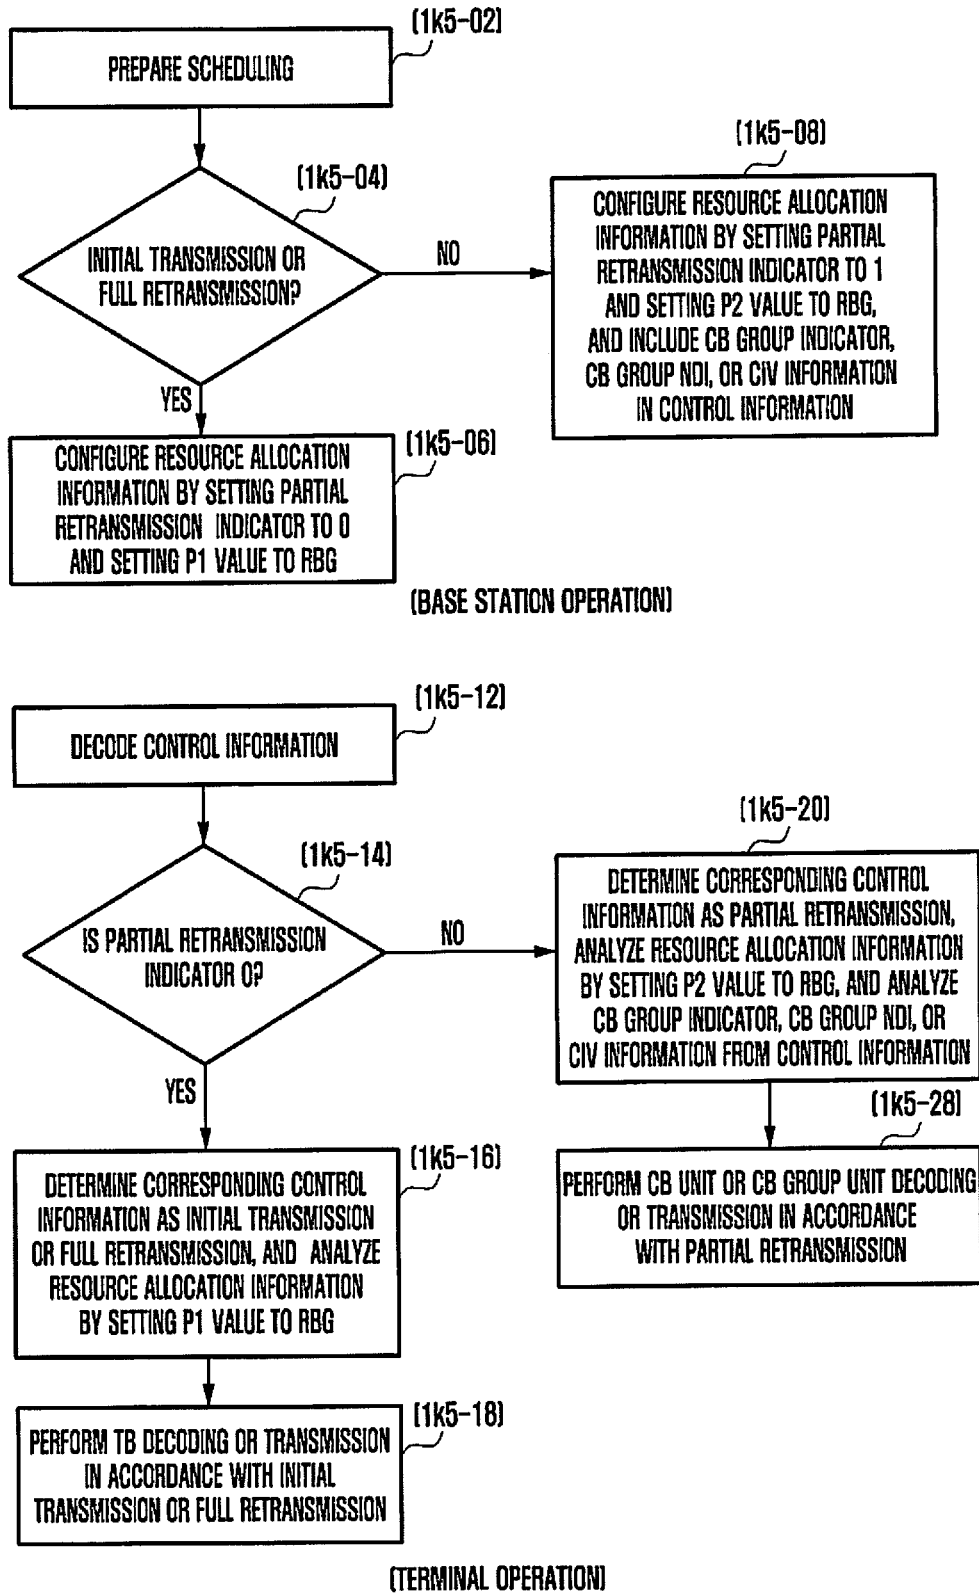 [1k5-02]
PREPARE SCHEDULING
[1k5-04]
INITIAL TRANSMISSION OR
FULL RETRANSMISSION?
NO
YES
[1k5-08]
CONFIGURE RESOURCE ALLOCATION
INFORMATION BY SETTING PARTIAL
RETRANSMISSION INDICATOR TO 1
AND SETTING P2 VALUE TO RBG,
AND INCLUDE CB GROUP INDICATOR,
CB GROUP NDI, OR CIV INFORMATION
IN CONTROL INFORMATION
[1k5-06]
CONFIGURE RESOURCE ALLOCATION
INFORMATION BY SETTING PARTIAL
RETRANSMISSION INDICATOR TO 0
AND SETTING P1 VALUE TO RBG
[BASE STATION OPERATION]
[1k5-12]
DECODE CONTROL INFORMATION
[1k5-14]
IS PARTIAL RETRANSMISSION
INDICATOR 0?
NO
YES
[1k5-20]
DETERMINE CORRESPONDING CONTROL
INFORMATION AS PARTIAL RETRANSMISSION,
ANALYZE RESOURCE ALLOCATION INFORMATION
BY SETTING P2 VALUE TO RBG, AND ANALYZE
CB GROUP INDICATOR, CB GROUP NDI, OR
CIV INFORMATION FROM CONTROL INFORMATION
[1k5-28]
PERFORM CB UNIT OR CB GROUP UNIT DECODING
OR TRANSMISSION IN ACCORDANCE
WITH PARTIAL RETRANSMISSION
[1k5-16]
DETERMINE CORRESPONDING CONTROL
INFORMATION AS INITIAL TRANSMISSION
OR FULL RETRANSMISSION, AND ANALYZE
RESOURCE ALLOCATION INFORMATION
BY SETTING P1 VALUE TO RBG
[1k5-18]
PERFORM TB DECODING OR TRANSMISSION
IN ACCORDANCE WITH INITIAL
TRANSMISSION OR FULL RETRANSMISSION
[TERMINAL OPERATION]